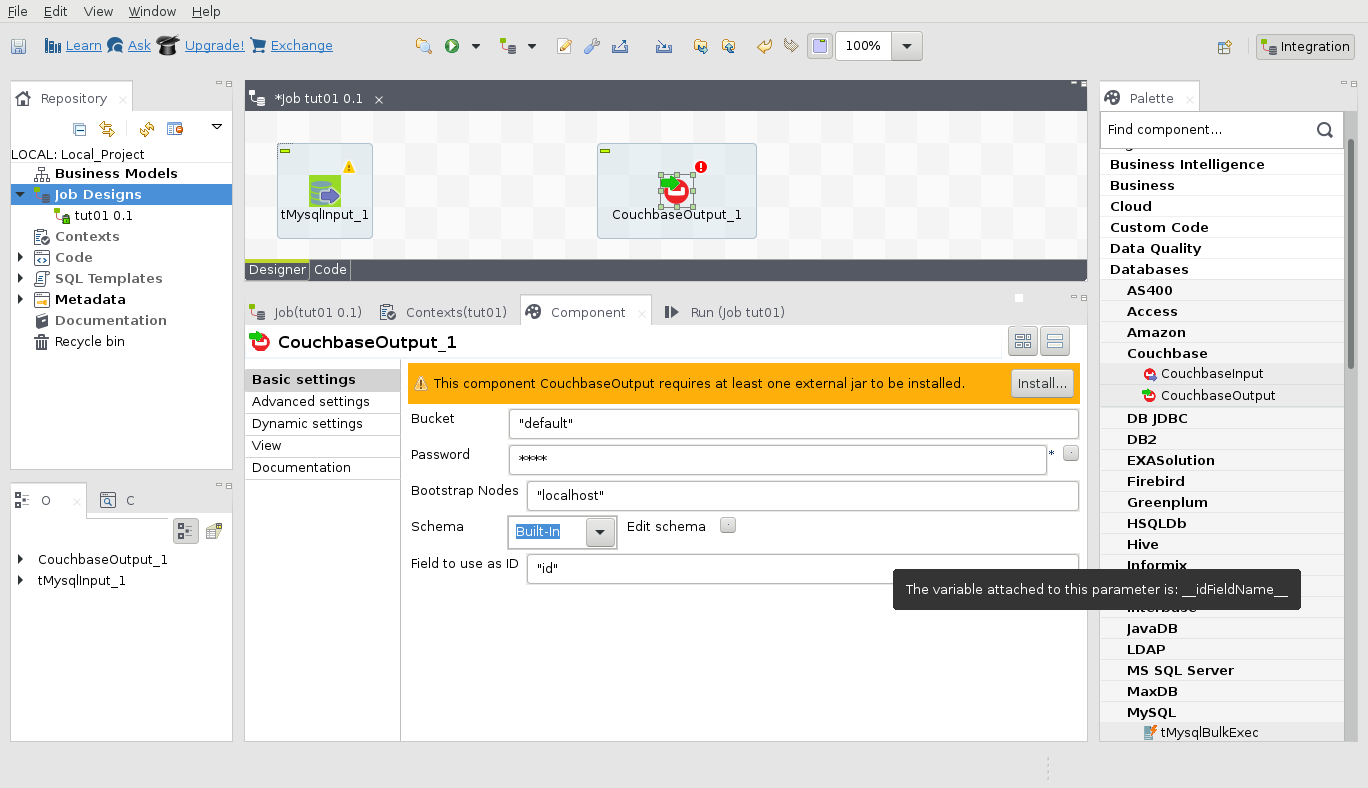 File Edit View Window Help
Learn Ask Upgrade! Exchange 100% Integration
Repository
LOCAL: Local_Project
Business Models
Job Designs
tut01 0.1
Contexts
Code
SQL Templates
Metadata
Documentation
Recycle bin
O C
CouchbaseOutput_1
tMysqlInput_1
*Job tut01 0.1
tMysqlInput_1 CouchbaseOutput_1
Designer Code
Job(tut01 0.1) Contexts(tut01) Component Run (Job tut01)
CouchbaseOutput_1
Basic settings
Advanced settings
Dynamic settings
View
Documentation
This component CouchbaseOutput requires at least one external jar to be installed. Install...
Bucket "default"
Password **** *
Bootstrap Nodes "localhost"
Schema Built-In Edit schema
Field to use as ID "id"
The variable attached to this parameter is: __idFieldName__
Palette
Find component...
Business Intelligence
Business
Cloud
Custom Code
Data Quality
Databases
AS400
Access
Amazon
Couchbase
CouchbaseInput
CouchbaseOutput
DB JDBC
DB2
EXASolution
Firebird
Greenplum
HSQLDb
Hive
Informix
Interbase
JavaDB
LDAP
MS SQL Server
MaxDB
MySQL
tMysqlBulkExec